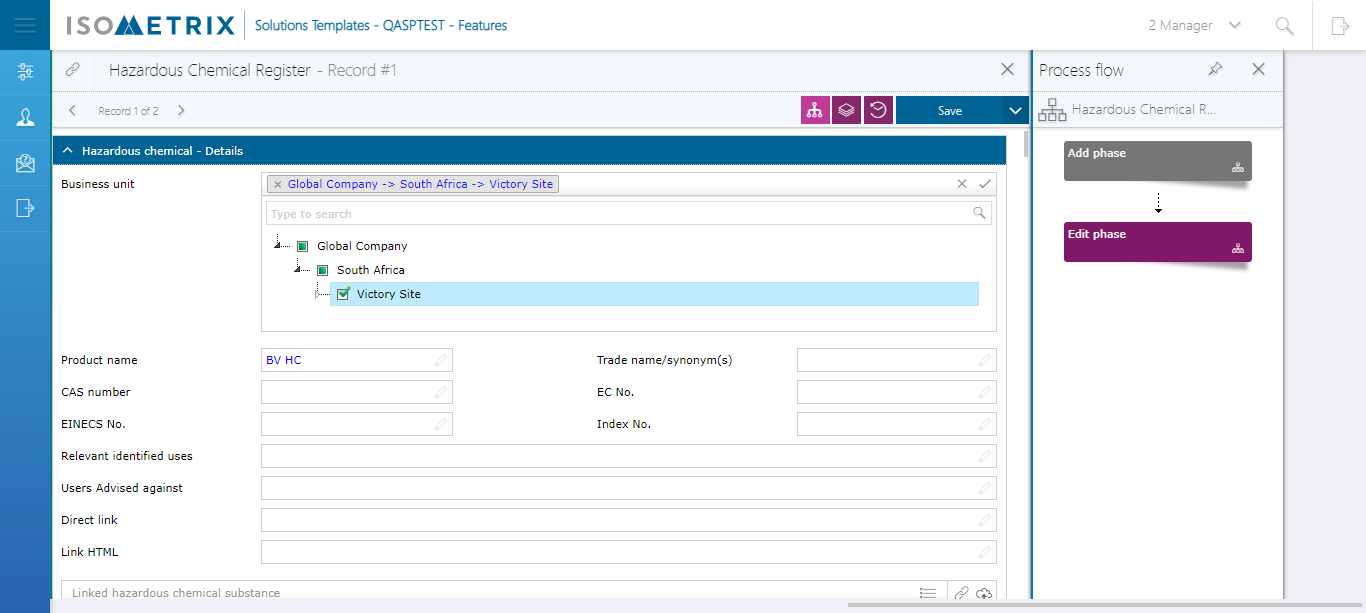 ISOMETRIX
Solutions Templates - QASPTEST - Features
2 Manager
Hazardous Chemical Register - Record #1
Process flow
Record 1 of 2
Save
Hazardous Chemical R...
Hazardous chemical - Details
Add phase
Edit phase
Business unit
× Global Company -> South Africa -> Victory Site
Type to search
Global Company
South Africa
Victory Site
Product name
BV HC
Trade name/synonym(s)
CAS number
EC No.
EINECS No.
Index No.
Relevant identified uses
Users Advised against
Direct link
Link HTML
Linked hazardous chemical substance